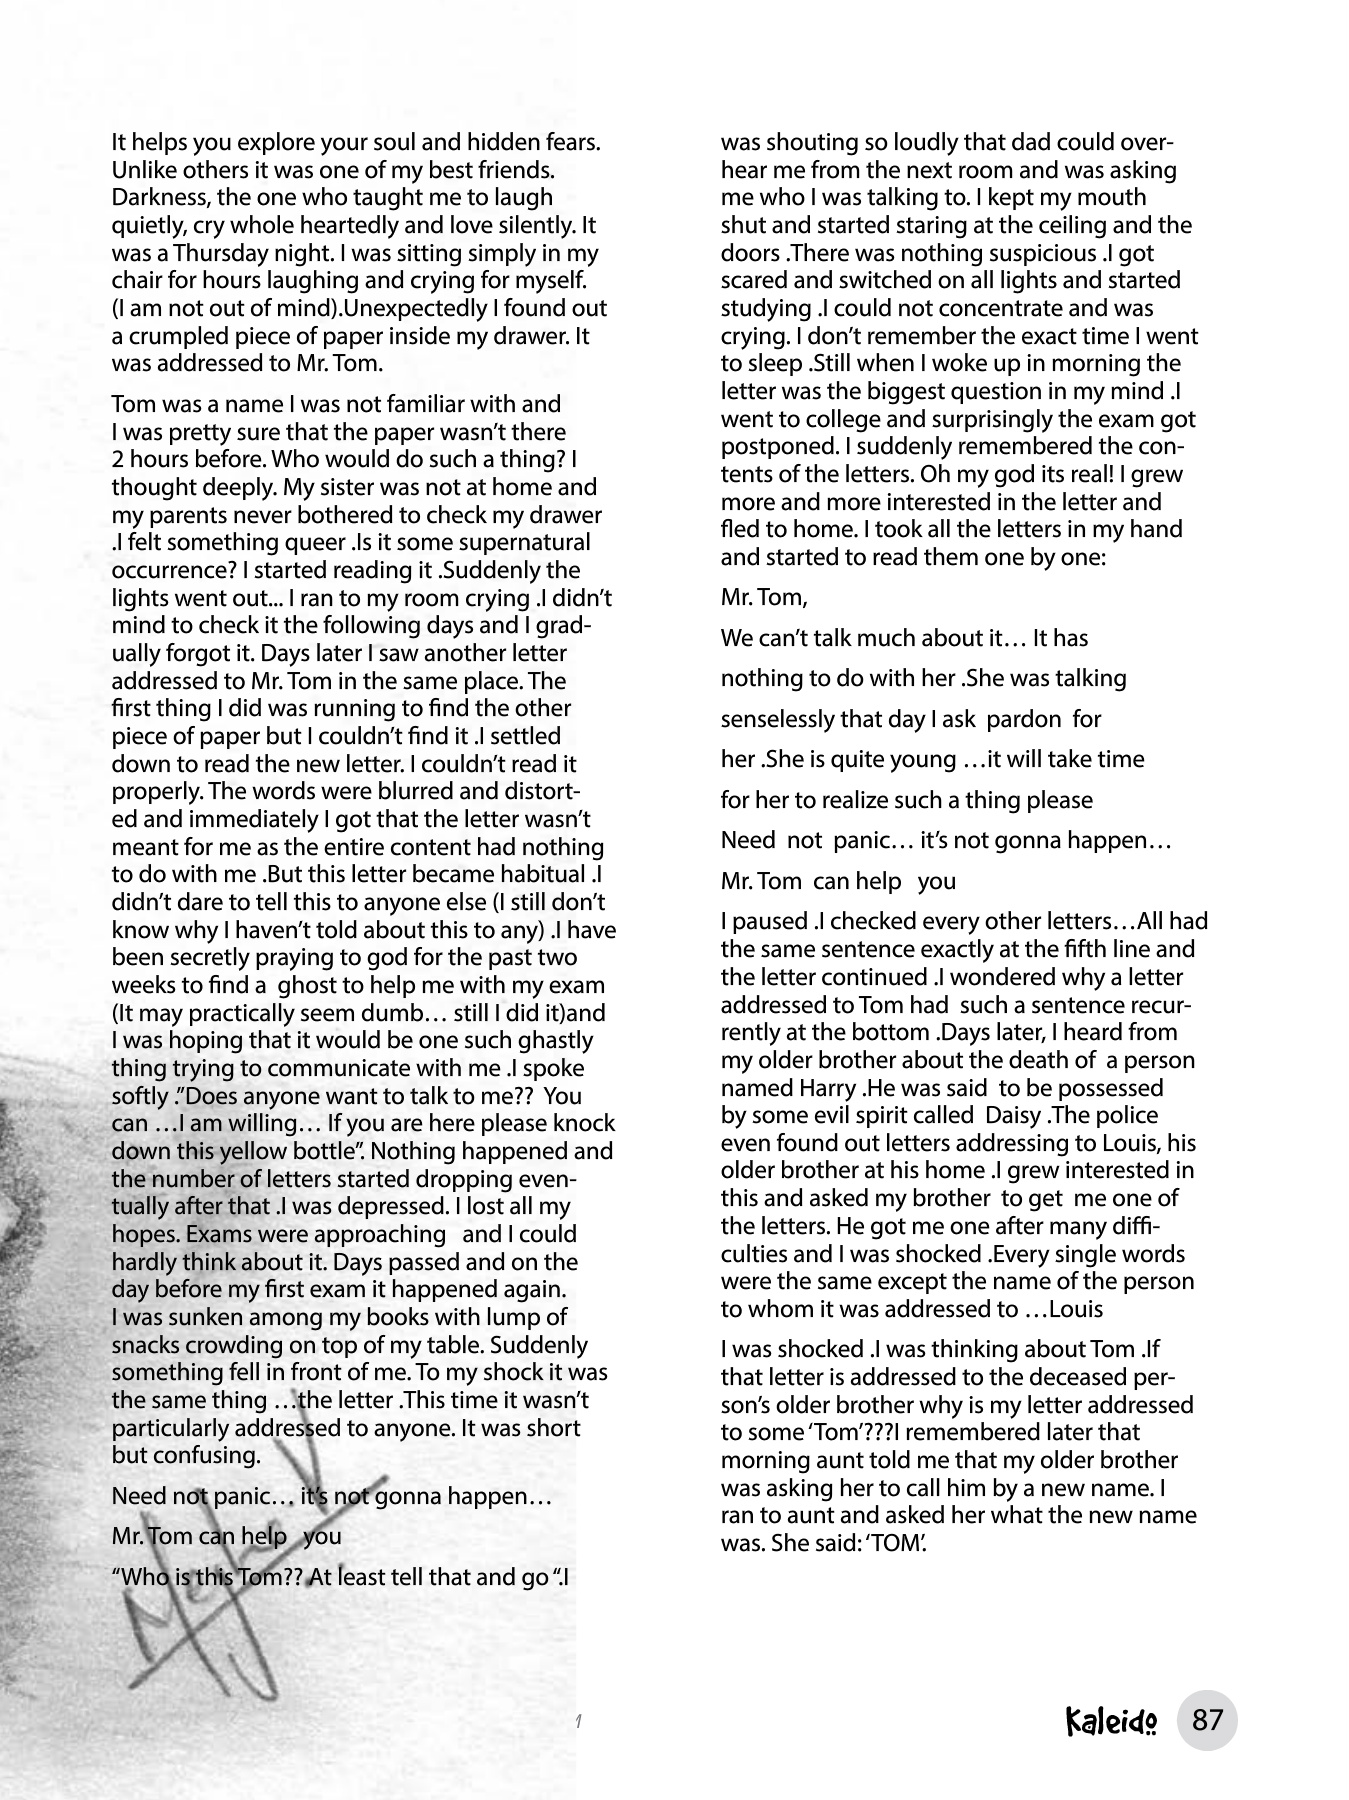 It helps you explore your soul and hidden fears.
Unlike others it was one of my best friends.
Darkness, the one who taught me to laugh
quietly, cry whole heartedly and love silently. It
was a Thursday night. I was sitting simply in my
chair for hours laughing and crying for myself.
(I am not out of mind).Unexpectedly I found out
a crumpled piece of paper inside my drawer. It
was addressed to Mr. Tom.
Tom was a name I was not familiar with and
I was pretty sure that the paper wasn’t there
2 hours before. Who would do such a thing? I
thought deeply. My sister was not at home and
my parents never bothered to check my drawer
.I felt something queer .Is it some supernatural
occurrence? I started reading it .Suddenly the
lights went out... I ran to my room crying .I didn’t
mind to check it the following days and I grad-
ually forgot it. Days later I saw another letter
addressed to Mr. Tom in the same place. The
first thing I did was running to find the other
piece of paper but I couldn’t find it .I settled
down to read the new letter. I couldn’t read it
properly. The words were blurred and distort-
ed and immediately I got that the letter wasn’t
meant for me as the entire content had nothing
to do with me .But this letter became habitual .I
didn’t dare to tell this to anyone else (I still don’t
know why I haven’t told about this to any) .I have
been secretly praying to god for the past two
weeks to find a  ghost to help me with my exam
(It may practically seem dumb… still I did it)and
I was hoping that it would be one such ghastly
thing trying to communicate with me .I spoke
softly .”Does anyone want to talk to me??  You
can …I am willing… If you are here please knock
down this yellow bottle”. Nothing happened and
the number of letters started dropping even-
tually after that .I was depressed. I lost all my
hopes. Exams were approaching   and I could
hardly think about it. Days passed and on the
day before my first exam it happened again.
I was sunken among my books with lump of
snacks crowding on top of my table. Suddenly
something fell in front of me. To my shock it was
the same thing …the letter .This time it wasn’t
particularly addressed to anyone. It was short
but confusing.
Need not panic… it’s not gonna happen…
Mr. Tom can help   you
“Who is this Tom?? At least tell that and go “.I
was shouting so loudly that dad could over-
hear me from the next room and was asking
me who I was talking to. I kept my mouth
shut and started staring at the ceiling and the
doors .There was nothing suspicious .I got
scared and switched on all lights and started
studying .I could not concentrate and was
crying. I don’t remember the exact time I went
to sleep .Still when I woke up in morning the
letter was the biggest question in my mind .I
went to college and surprisingly the exam got
postponed. I suddenly remembered the con-
tents of the letters. Oh my god its real! I grew
more and more interested in the letter and
fled to home. I took all the letters in my hand
and started to read them one by one:
Mr. Tom,
We can’t talk much about it… It has
nothing to do with her .She was talking
senselessly that day I ask  pardon  for
her .She is quite young …it will take time
for her to realize such a thing please
Need  not  panic… it’s not gonna happen…
Mr. Tom  can help   you
I paused .I checked every other letters…All had
the same sentence exactly at the fifth line and
the letter continued .I wondered why a letter
addressed to Tom had  such a sentence recur-
rently at the bottom .Days later, I heard from
my older brother about the death of  a person
named Harry .He was said  to be possessed
by some evil spirit called  Daisy .The police
even found out letters addressing to Louis, his
older brother at his home .I grew interested in
this and asked my brother  to get  me one of
the letters. He got me one after many diffi-
culties and I was shocked .Every single words
were the same except the name of the person
to whom it was addressed to …Louis
I was shocked .I was thinking about Tom .If
that letter is addressed to the deceased per-
son’s older brother why is my letter addressed
to some ‘Tom’???I remembered later that
morning aunt told me that my older brother
was asking her to call him by a new name. I
ran to aunt and asked her what the new name
was. She said: ‘TOM’.
Kaleido 87